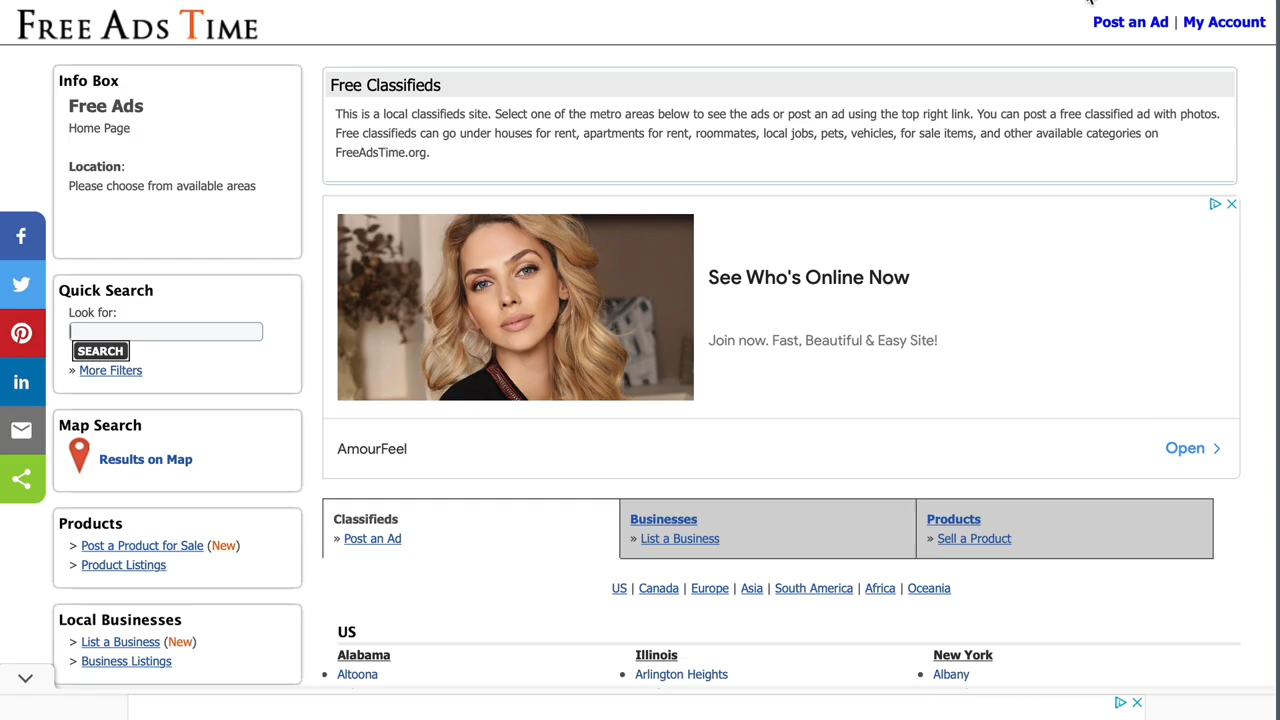 FREE ADS TIME
Post an Ad | My Account
Info Box
Free Ads
Home Page
Location:
Please choose from available areas
Quick Search
Look for:
SEARCH
» More Filters
Map Search
Results on Map
Products
> Post a Product for Sale (New)
> Product Listings
Local Businesses
> List a Business (New)
> Business Listings
Free Classifieds
This is a local classifieds site. Select one of the metro areas below to see the ads or post an ad using the top right link. You can post a free classified ad with photos.
Free classifieds can go under houses for rent, apartments for rent, roommates, local jobs, pets, vehicles, for sale items, and other available categories on
FreeAdsTime.org.
See Who's Online Now
Join now. Fast, Beautiful & Easy Site!
AmourFeel
Open >
Classifieds
» Post an Ad
Businesses
» List a Business
Products
» Sell a Product
US | Canada | Europe | Asia | South America | Africa | Oceania
US
Alabama
• Altoona
Illinois
• Arlington Heights
New York
• Albany